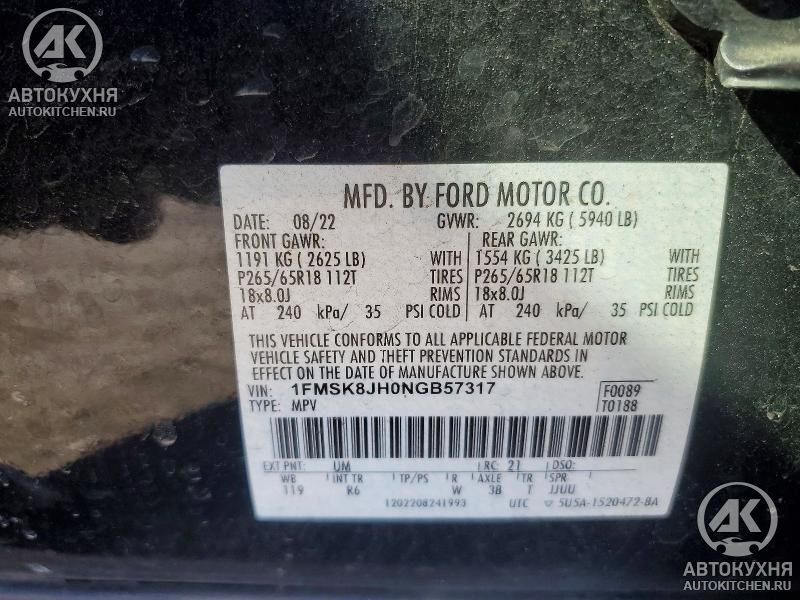 АК
АВТОКУХНЯ
AUTOKITCHEN.RU
MFD. BY FORD MOTOR CO.
DATE: 08/22 GVWR: 2694 KG ( 5940 LB)
FRONT GAWR: REAR GAWR:
1191 KG ( 2625 LB) WITH 1554 KG ( 3425 LB) WITH
P265/65R18 112T TIRES P265/65R18 112T TIRES
18x8.0J RIMS 18x8.0J RIMS
AT 240 kPa/ 35 PSI COLD AT 240 kPa/ 35 PSI COLD
THIS VEHICLE CONFORMS TO ALL APPLICABLE FEDERAL MOTOR
VEHICLE SAFETY AND THEFT PREVENTION STANDARDS IN
EFFECT ON THE DATE OF MANUFACTURE SHOWN ABOVE.
VIN: 1FMSK8JH0NGB57317 F0089
TYPE: MPV T0188
EXT PNT: UM RC: 21 DSO:
WB INT TR TP/PS R AXLE TR SPR
119 R6 W 3B T JJUU
1202208241993 UTC 5U5A-1520472-BA
АК
АВТОКУХНЯ
AUTOKITCHEN.RU